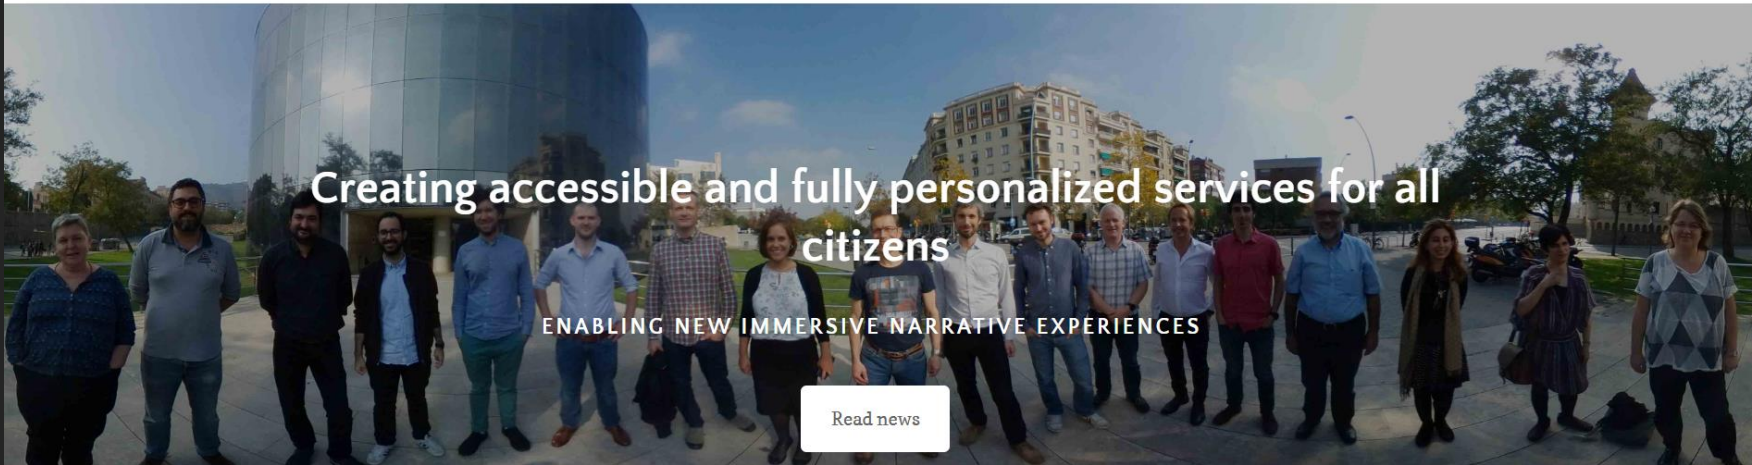 Creating accessible and fully personalized services for all
citizens
ENABLING NEW IMMERSIVE NARRATIVE EXPERIENCES
Read news